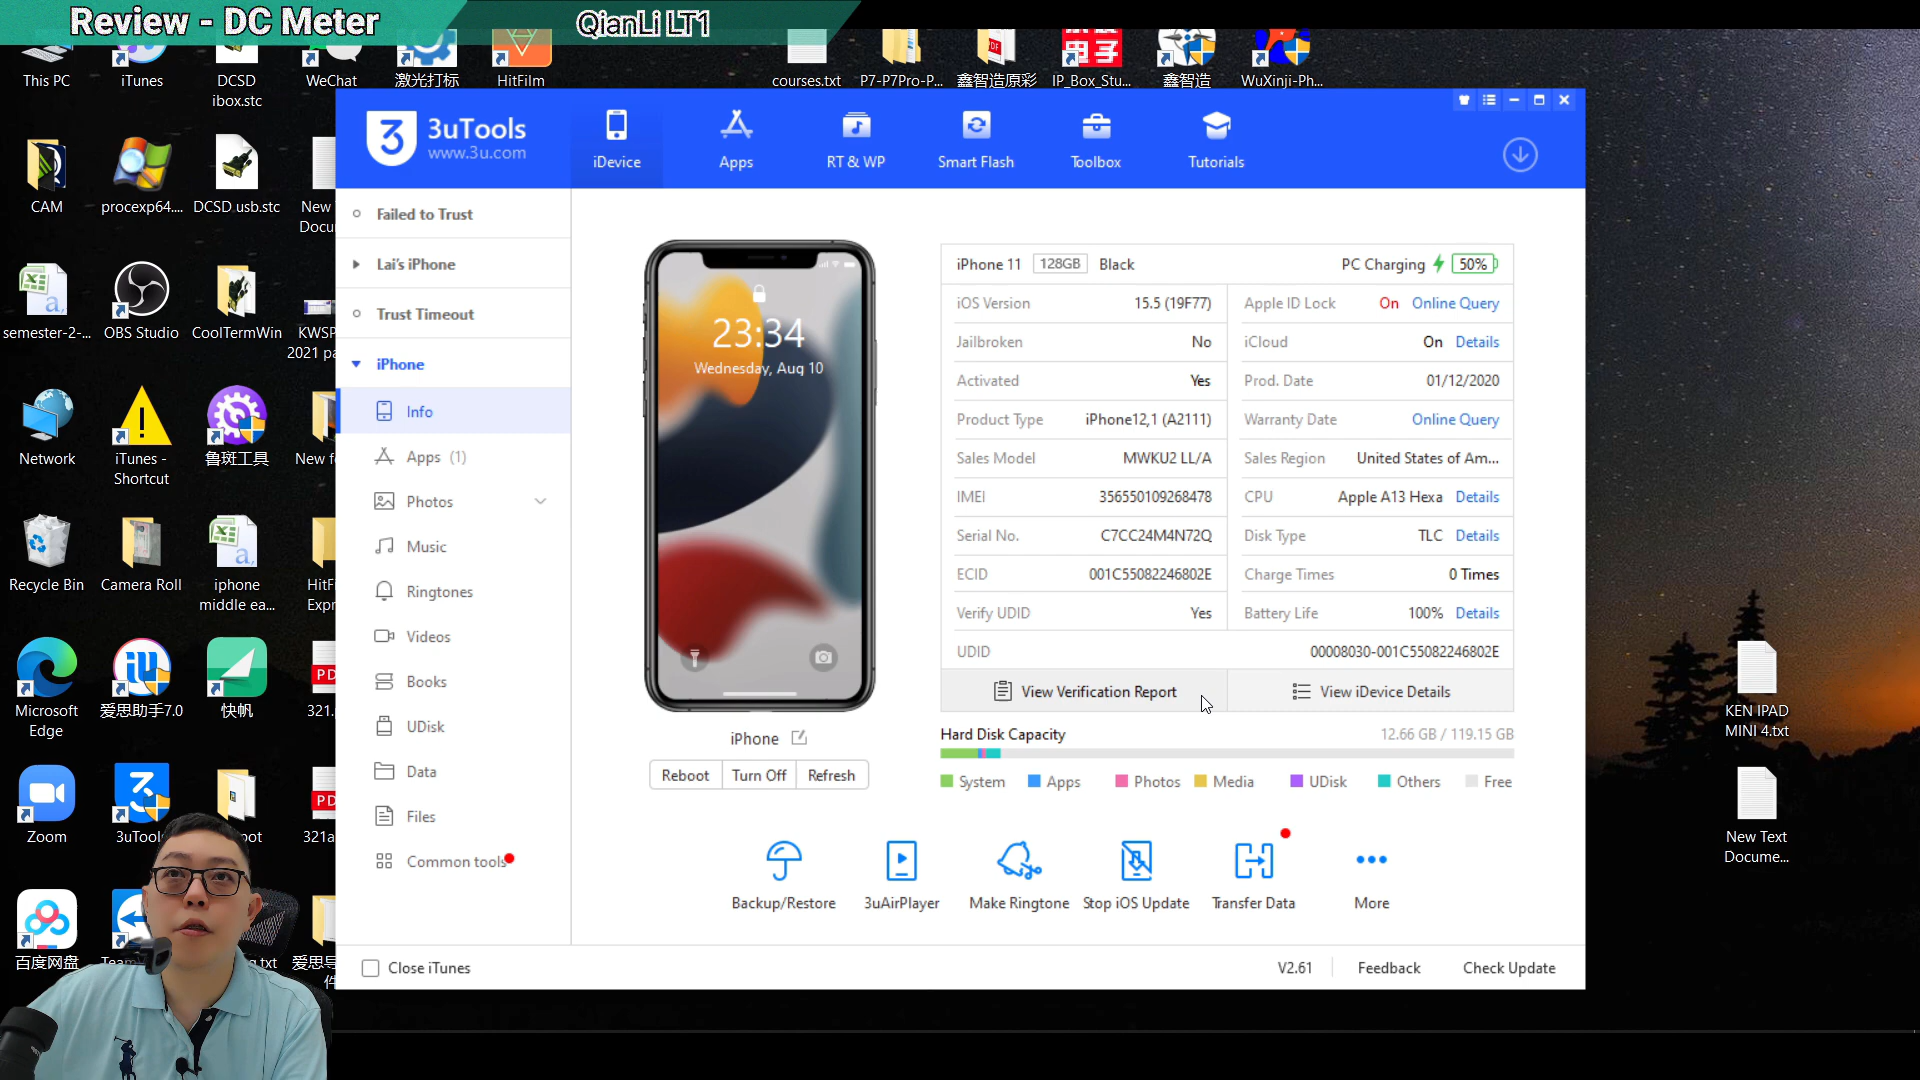 Review - DC Meter
QianLi LT1
This PC
iTunes
DCSD
ibox.stc
WeChat
激光打标
HitFilm
courses.txt
P7-P7Pro-P...
鑫智造原彩
IP_Box_Stu...
鑫智造
WuXinji-Ph...
CAM
procexp64....
DCSD usb.stc
New
Docu
semester-2-...
OBS Studio
CoolTermWin
KWSP
2021 pa
Network
iTunes -
Shortcut
鲁班工具
New f
Recycle Bin
Camera Roll
iphone
middle ea...
HitFi
Expr
Microsoft
Edge
爱思助手7.0
快帆
321.
Zoom
3uTool
oot
321a
百度网盘
Team
g.txt
爱思导
件
3uTools
www.3u.com
iDevice
Apps
RT & WP
Smart Flash
Toolbox
Tutorials
Failed to Trust
Lai's iPhone
Trust Timeout
iPhone
Info
Apps (1)
Photos
Music
Ringtones
Videos
Books
UDisk
Data
Files
Common tools
23:34
Wednesday, Aug 10
iPhone
Reboot
Turn Off
Refresh
iPhone 11 128GB Black
PC Charging 50%
iOS Version 15.5 (19F77)
Apple ID Lock On Online Query
Jailbroken No
iCloud On Details
Activated Yes
Prod. Date 01/12/2020
Product Type iPhone12,1 (A2111)
Warranty Date Online Query
Sales Model MWKU2 LL/A
Sales Region United States of Am...
IMEI 356550109268478
CPU Apple A13 Hexa Details
Serial No. C7CC24M4N72Q
Disk Type TLC Details
ECID 001C55082246802E
Charge Times 0 Times
Verify UDID Yes
Battery Life 100% Details
UDID 00008030-001C55082246802E
View Verification Report
View iDevice Details
Hard Disk Capacity 12.66 GB / 119.15 GB
System
Apps
Photos
Media
UDisk
Others
Free
Backup/Restore
3uAirPlayer
Make Ringtone
Stop iOS Update
Transfer Data
More
Close iTunes
V2.61
Feedback
Check Update
KEN IPAD
MINI 4.txt
New Text
Docume...